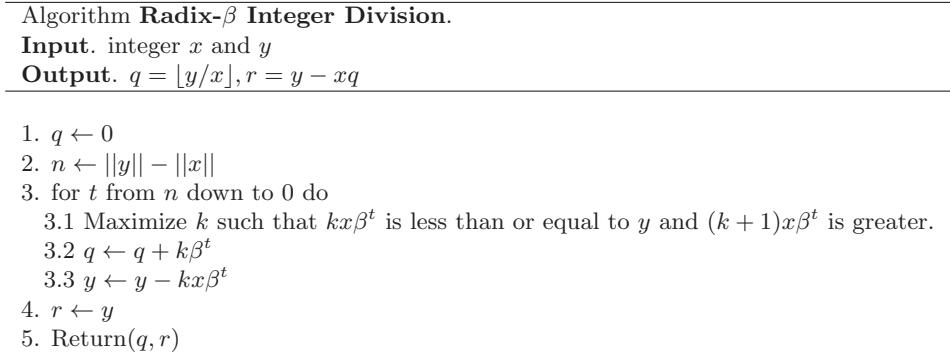 Algorithm Radix-β Integer Division.
Input. integer x and y
Output. q = ⌊y/x⌋, r = y − xq
1. q ← 0
2. n ← ||y|| − ||x||
3. for t from n down to 0 do
3.1 Maximize k such that kxβ^t is less than or equal to y and (k + 1)xβ^t is greater.
3.2 q ← q + kβ^t
3.3 y ← y − kxβ^t
4. r ← y
5. Return(q, r)